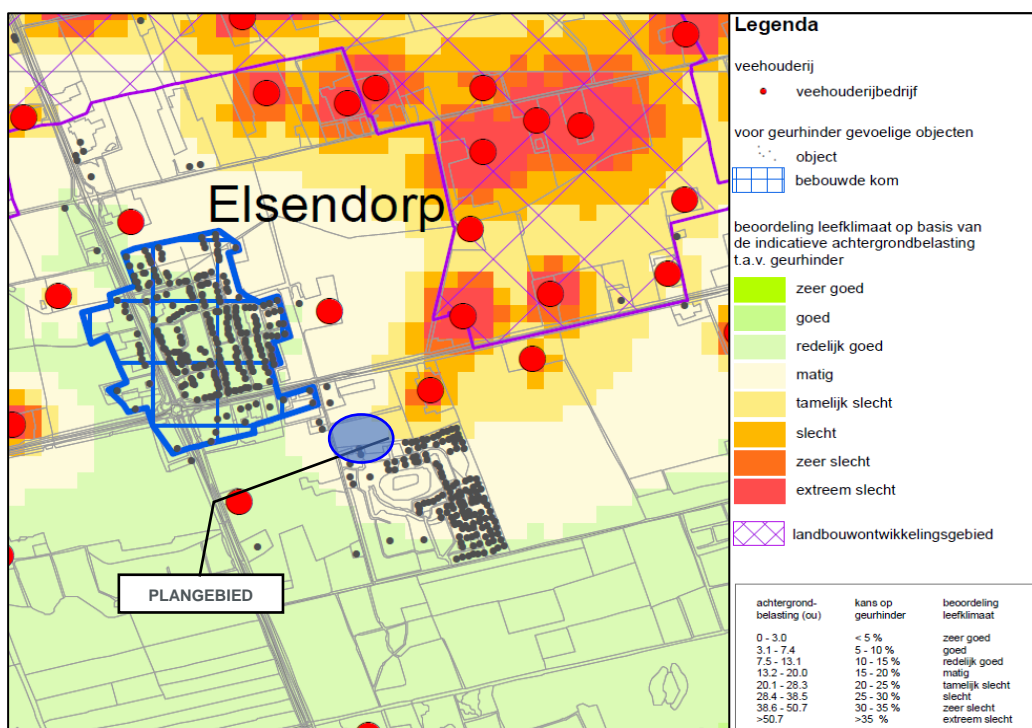 Elsendorp
PLANGEBIED
Legenda
veehouderij
veehouderijbedrijf
voor geurhinder gevoelige objecten
object
bebouwde kom
beoordeling leefklimaat op basis van
de indicatieve achtergrondbelasting
t.a.v. geurhinder
zeer goed
goed
redelijk goed
matig
tamelijk slecht
slecht
zeer slecht
extreem slecht
landbouwontwikkelingsgebied
achtergrond- kans op beoordeling
belasting (ou) geurhinder leefklimaat
0 - 3.0 < 5 % zeer goed
3.1 - 7.4 5 - 10 % goed
7.5 - 13.1 10 - 15 % redelijk goed
13.2 - 20.0 15 - 20 % matig
20.1 - 28.3 20 - 25 % tamelijk slecht
28.4 - 38.5 25 - 30 % slecht
38.6 - 50.7 30 - 35 % zeer slecht
>50.7 >35 % extreem slecht